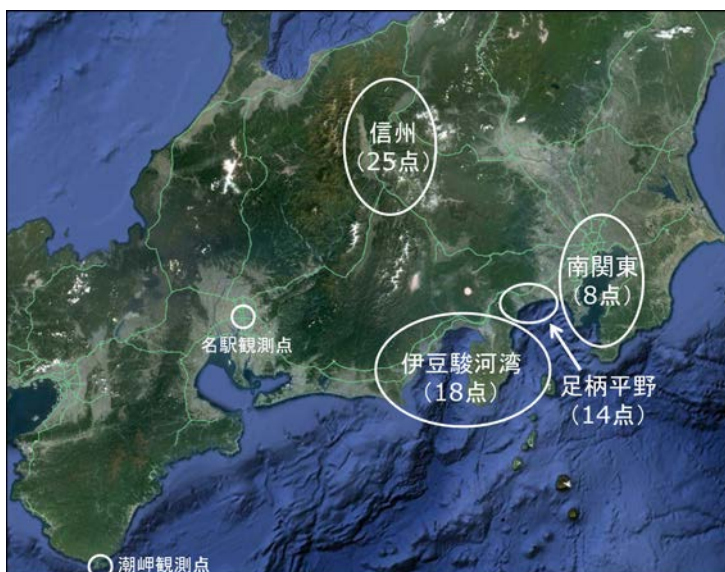 信州
（25点）
南関東
（8点）
名駅観測点
伊豆駿河湾
（18点）
足柄平野
（14点）
潮岬観測点